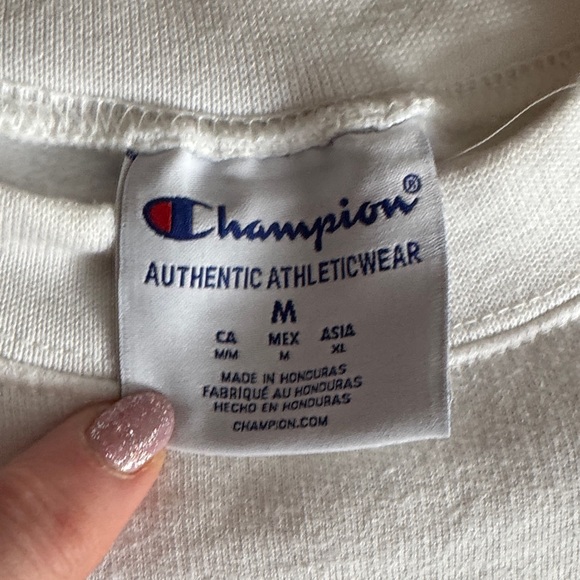 Champion®
AUTHENTIC ATHLETICWEAR
M
CA MEX ASIA
M/M M XL
MADE IN HONDURAS
FABRIQUÉ AU HONDURAS
HECHO EN HONDURAS
CHAMPION.COM